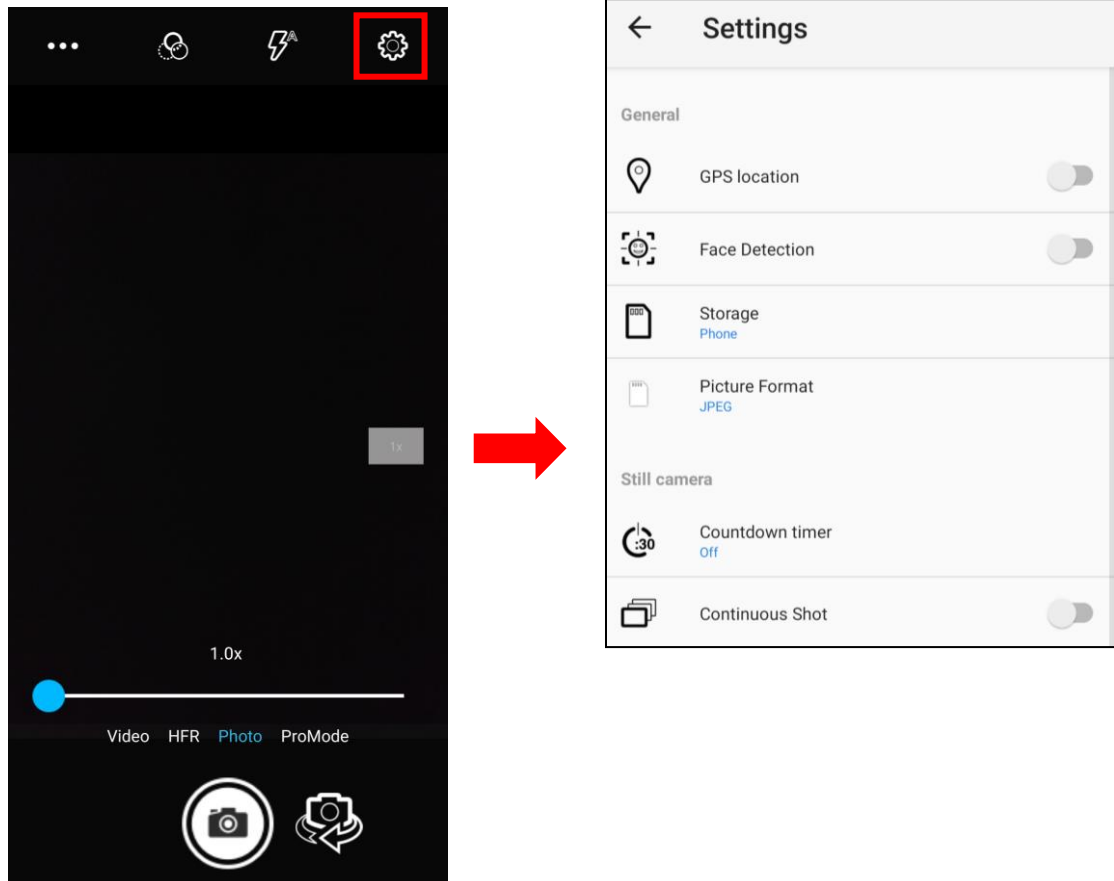 A
1x
1.0x
Video HFR Photo ProMode
Settings
General
GPS location
Face Detection
Storage
Phone
Picture Format
JPEG
Still camera
Countdown timer
:30
Off
Continuous Shot